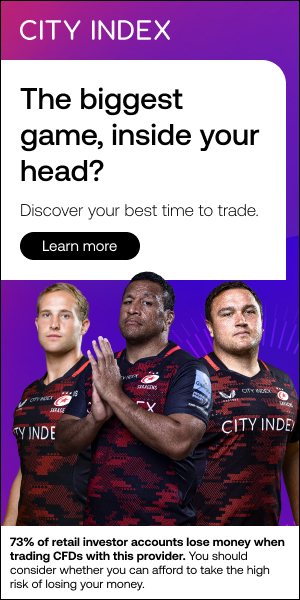 CITY INDEX
The biggest
game, inside your
head?
Discover your best time to trade.
Learn more
SARACENS
CITY INDEX
CITY INDE
INDEX
CITY INDEX
73% of retail investor accounts lose money when
trading CFDs with this provider. You should
consider whether you can afford to take the high
risk of losing your money.